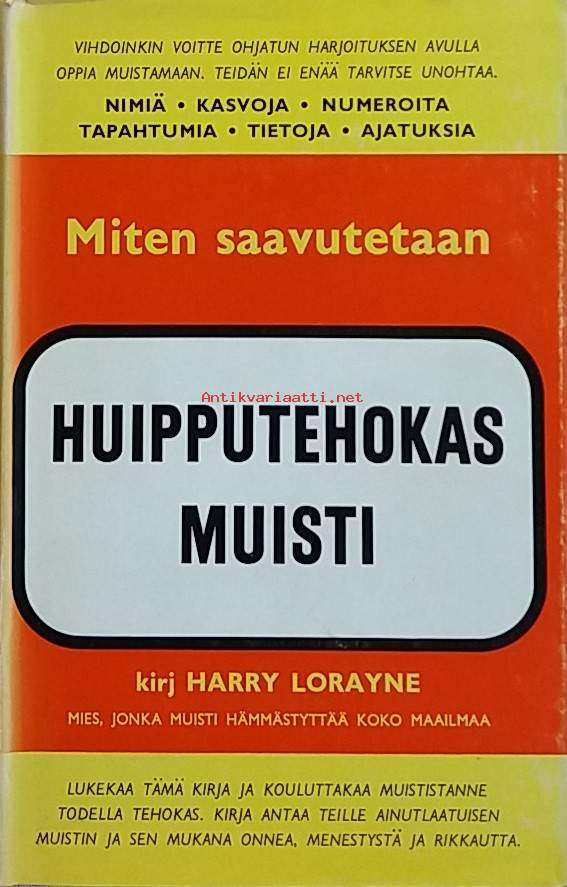 VIHDOINKIN VOITTE OHJATUN HARJOITUKSEN AVULLA
OPPIA MUISTAMAAN. TEIDÄN EI ENÄÄ TARVITSE UNOHTAA.
NIMIÄ • KASVOJA • NUMEROITA
TAPAHTUMIA • TIETOJA • AJATUKSIA
Miten saavutetaan
Antikvariaatti.net
HUIPPUTEHOKAS
MUISTI
kirj HARRY LORAYNE
MIES, JONKA MUISTI HÄMMÄSTYTTÄÄ KOKO MAAILMAA
LUKEKAA TÄMÄ KIRJA JA KOULUTTAKAA MUISTISTANNE
TODELLA TEHOKAS. KIRJA ANTAA TEILLE AINUTLAATUISEN
MUISTIN JA SEN MUKANA ONNEA, MENESTYSTÄ JA RIKKAUTTA.